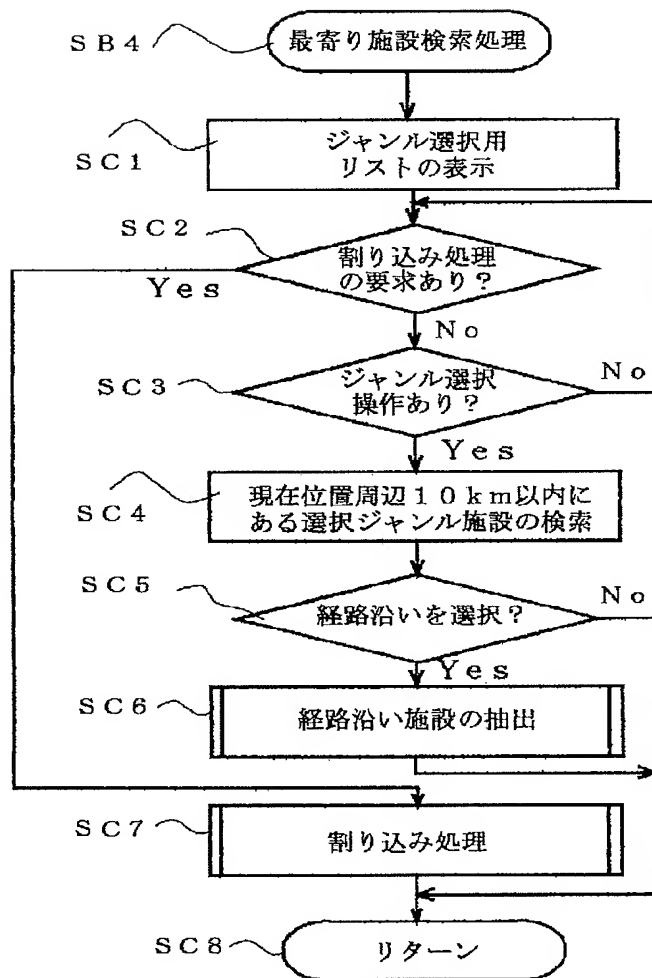 SB4
最寄り施設検索処理
SC1
ジャンル選択用
リストの表示
SC2
割り込み処理
の要求あり？
Yes
No
SC3
ジャンル選択
操作あり？
No
Yes
SC4
現在位置周辺１０ｋｍ以内に
ある選択ジャンル施設の検索
SC5
経路沿いを選択？
No
Yes
SC6
経路沿い施設の抽出
SC7
割り込み処理
SC8
リターン